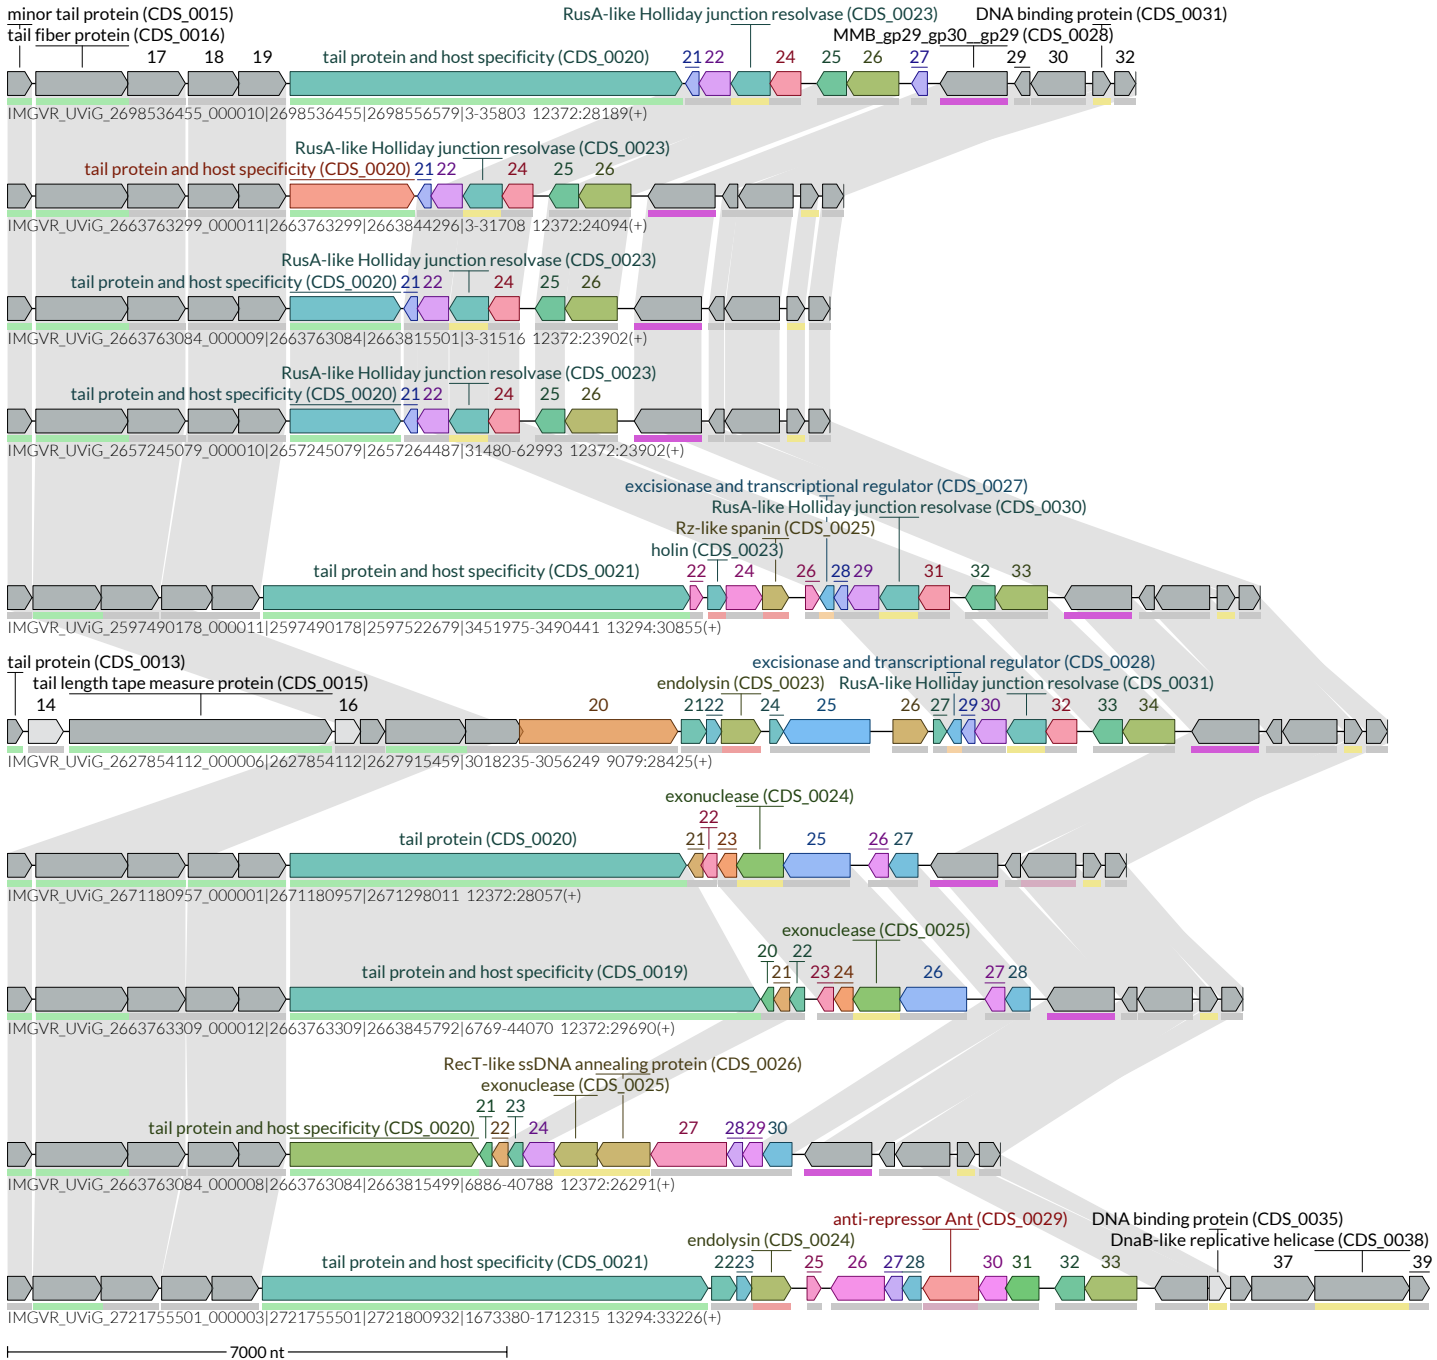 minor tail protein (CDS_0015) RusA-like Holliday junction resolvase (CDS_0023) DNA binding protein (CDS_0031)
tail fiber protein (CDS_0016) MMB_gp29_gp30__gp29 (CDS_0028)
17 18 19 tail protein and host specificity (CDS_0020) 21 22 24 25 26 27 29 30 32
IMGVR_UViG_2698536455_000010|2698536455|2698556579|3-35803 12372:28189(+)
RusA-like Holliday junction resolvase (CDS_0023)
tail protein and host specificity (CDS_0020) 21 22 24 25 26
IMGVR_UViG_2663763299_000011|2663763299|2663844296|3-31708 12372:24094(+)
RusA-like Holliday junction resolvase (CDS_0023)
tail protein and host specificity (CDS_0020) 21 22 24 25 26
IMGVR_UViG_2663763084_000009|2663763084|2663815501|3-31516 12372:23902(+)
RusA-like Holliday junction resolvase (CDS_0023)
tail protein and host specificity (CDS_0020) 21 22 24 25 26
IMGVR_UViG_2657245079_000010|2657245079|2657264487|31480-62993 12372:23902(+)
excisionase and transcriptional regulator (CDS_0027)
RusA-like Holliday junction resolvase (CDS_0030)
Rz-like spanin (CDS_0025)
holin (CDS_0023)
tail protein and host specificity (CDS_0021) 22 24 26 28 29 31 32 33
IMGVR_UViG_2597490178_000011|2597490178|2597522679|3451975-3490441 13294:30855(+)
tail protein (CDS_0013) excisionase and transcriptional regulator (CDS_0028)
tail length tape measure protein (CDS_0015) endolysin (CDS_0023) RusA-like Holliday junction resolvase (CDS_0031)
14 16 20 21 22 24 25 26 27 29 30 32 33 34
IMGVR_UViG_2627854112_000006|2627854112|2627915459|3018235-3056249 9079:28425(+)
exonuclease (CDS_0024)
22
tail protein (CDS_0020) 21 23 25 26 27
IMGVR_UViG_2671180957_000001|2671180957|2671298011 12372:28057(+)
exonuclease (CDS_0025)
20 22
tail protein and host specificity (CDS_0019) 21 23 24 26 27 28
IMGVR_UViG_2663763309_000012|2663763309|2663845792|6769-44070 12372:29690(+)
RecT-like ssDNA annealing protein (CDS_0026)
exonuclease (CDS_0025)
21 23
tail protein and host specificity (CDS_0020) 22 24 27 28 29 30
IMGVR_UViG_2663763084_000008|2663763084|2663815499|6886-40788 12372:26291(+)
anti-repressor Ant (CDS_0029) DNA binding protein (CDS_0035)
endolysin (CDS_0024) DnaB-like replicative helicase (CDS_0038)
tail protein and host specificity (CDS_0021) 22 23 25 26 27 28 30 31 32 33 37 39
IMGVR_UViG_2721755501_000003|2721755501|2721800932|1673380-1712315 13294:33226(+)
7000 nt